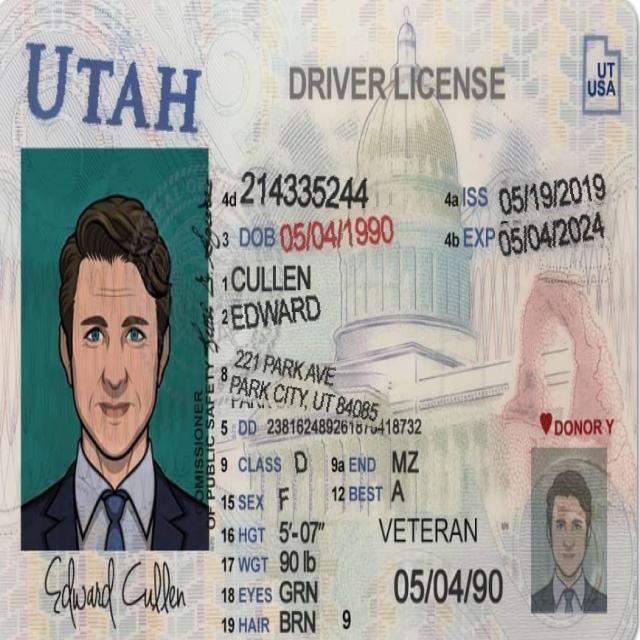 UTAH
DRIVER LICENSE
UT
USA
4d 214335244
4a ISS 05/19/2019
3 DOB 05/04/1990
4b EXP 05/04/2024
1 CULLEN
2 EDWARD
8 221 PARK AVE
PARK CITY, UT 84085
5 DD
DONOR Y
9 CLASS D 9a END MZ
15 SEX F 12 BEST A
16 HGT 5'-07"
VETERAN
17 WGT 90 lb
18 EYES GRN
05/04/90
19 HAIR BRN 9
OMISSIONER
OF PUBLIC SAFETY
Edward Cullen